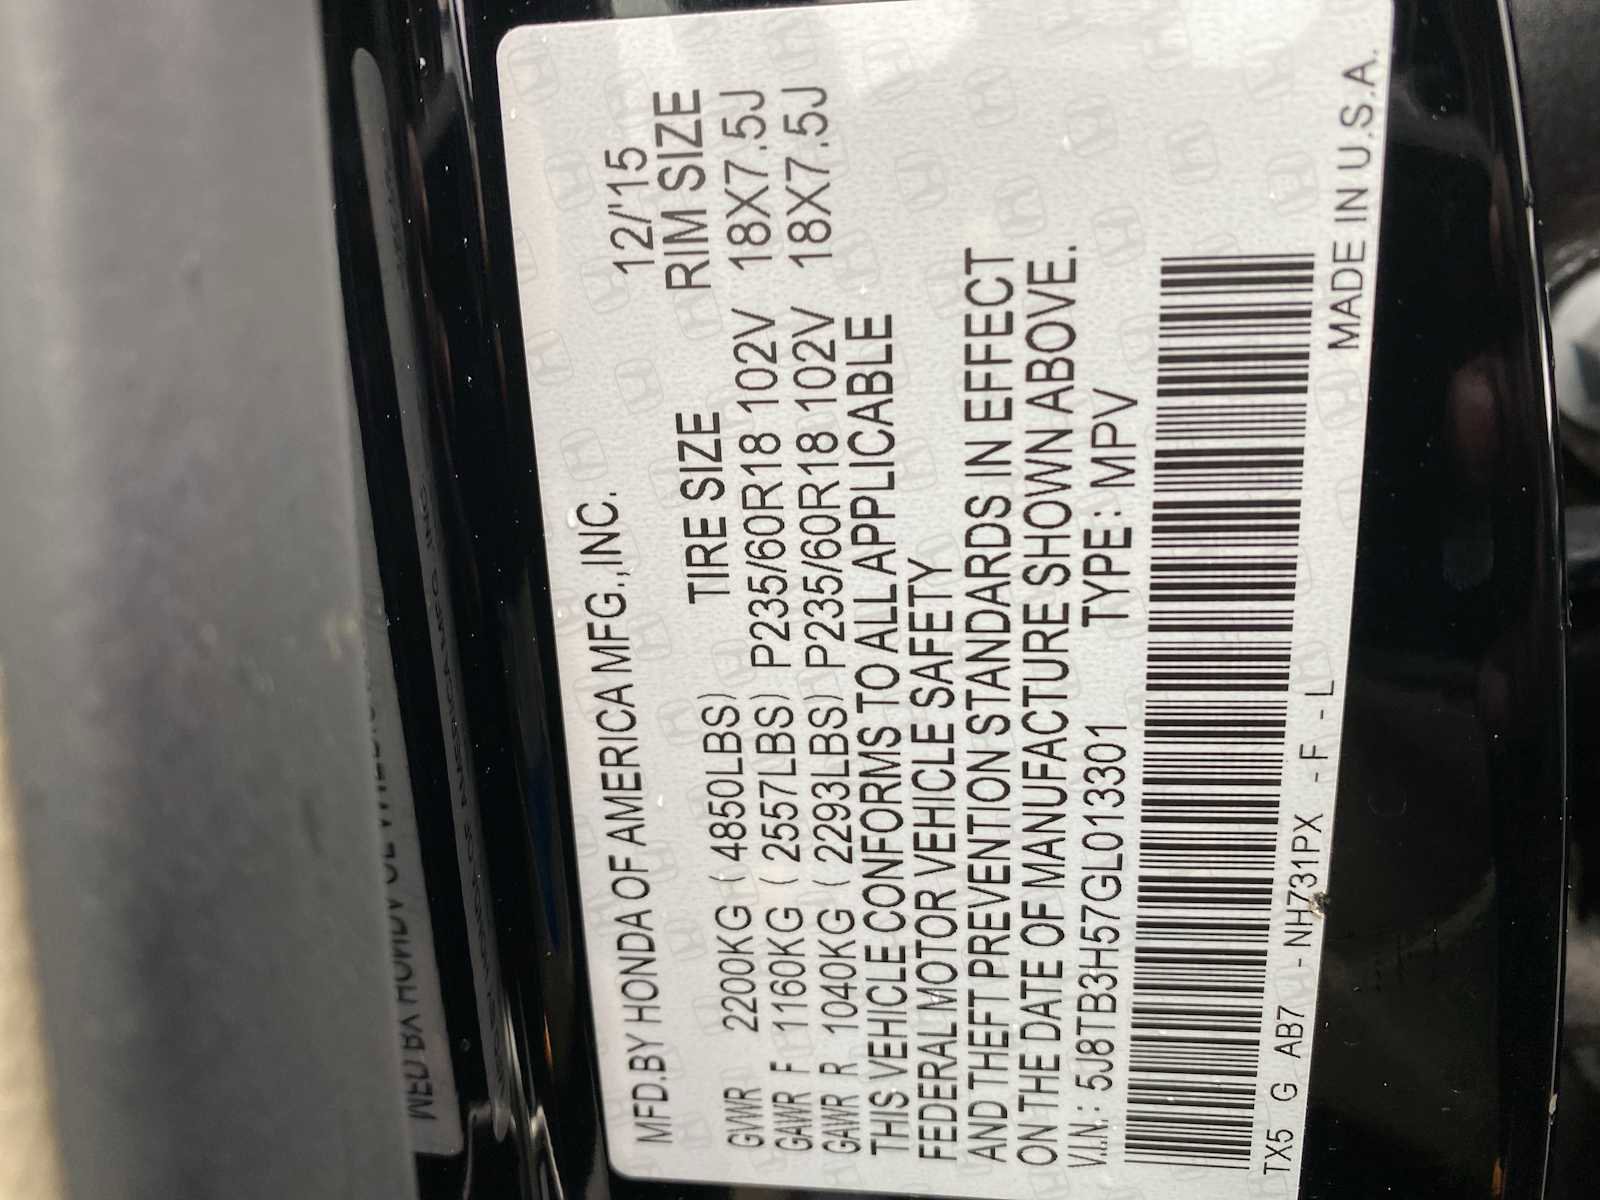 MFD.BY HONDA OF AMERICA MFG.,INC. 12/'15
TIRE SIZE RIM SIZE
GVWR 2200KG ( 4850LBS)
GAWR F 1160KG ( 2557LBS) P235/60R18 102V 18X7.5J
GAWR R 1040KG ( 2293LBS) P235/60R18 102V 18X7.5J
THIS VEHICLE CONFORMS TO ALL APPLICABLE
FEDERAL MOTOR VEHICLE SAFETY
AND THEFT PREVENTION STANDARDS IN EFFECT
ON THE DATE OF MANUFACTURE SHOWN ABOVE.
V.I.N.: 5J8TB3H57GL013301 TYPE: MPV
TX5 G AB7 - NH731PX - F - L MADE IN U.S.A.